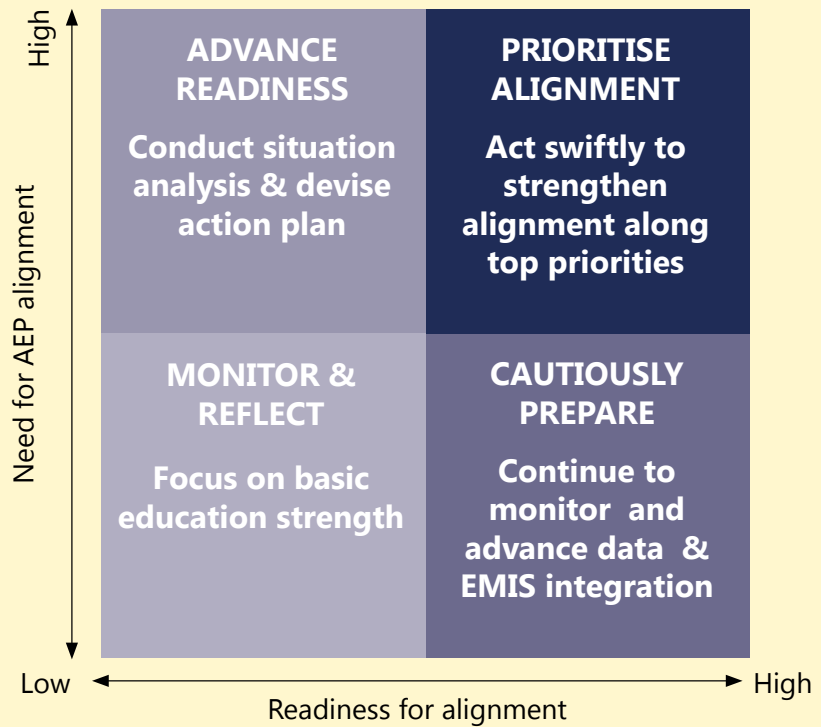 High
Need for AEP alignment
ADVANCE
READINESS
Conduct situation
analysis & devise
action plan
PRIORITISE
ALIGNMENT
Act swiftly to
strengthen
alignment along
top priorities
MONITOR &
REFLECT
Focus on basic
education strength
CAUTIOUSLY
PREPARE
Continue to
monitor and
advance data &
EMIS integration
Low
High
Readiness for alignment